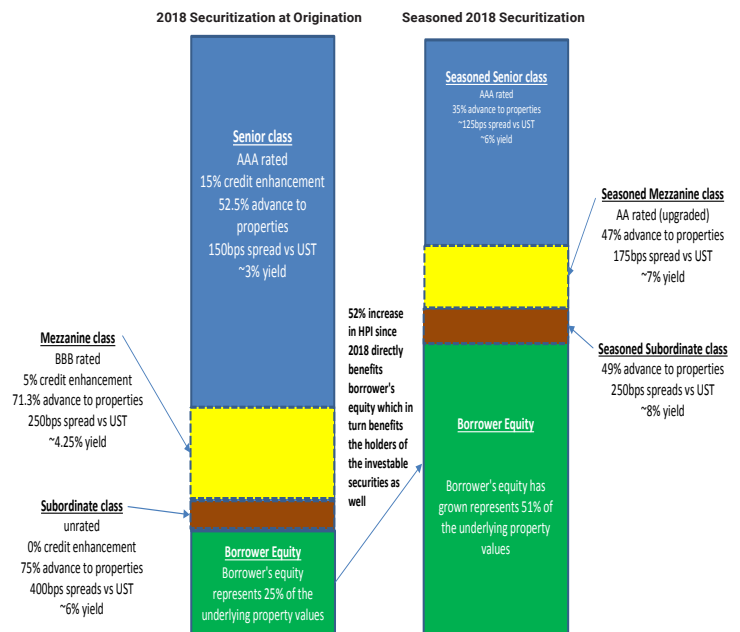 2018 Securitization at Origination
Seasoned 2018 Securitization
Senior class
AAA rated
15% credit enhancement
52.5% advance to
properties
150bps spread vs UST
~3% yield
Mezzanine class
BBB rated
5% credit enhancement
71.3% advance to properties
250bps spread vs UST
~4.25% yield
Subordinate class
unrated
0% credit enhancement
75% advance to properties
400bps spreads vs UST
~6% yield
Borrower Equity
Borrower's equity
represents 25% of the
underlying property values
52% increase
in HPI since
2018 directly
benefits
borrower's
equity which in
turn benefits
the holders of
the investable
securities as
well
Seasoned Senior class
AAA rated
35% advance to properties
~125bps spread vs UST
~6% yield
Seasoned Mezzanine class
AA rated (upgraded)
47% advance to properties
175bps spread vs UST
~7% yield
Seasoned Subordinate class
49% advance to properties
250bps spreads vs UST
~8% yield
Borrower Equity
Borrower's equity has
grown represents 51% of
the underlying property
values